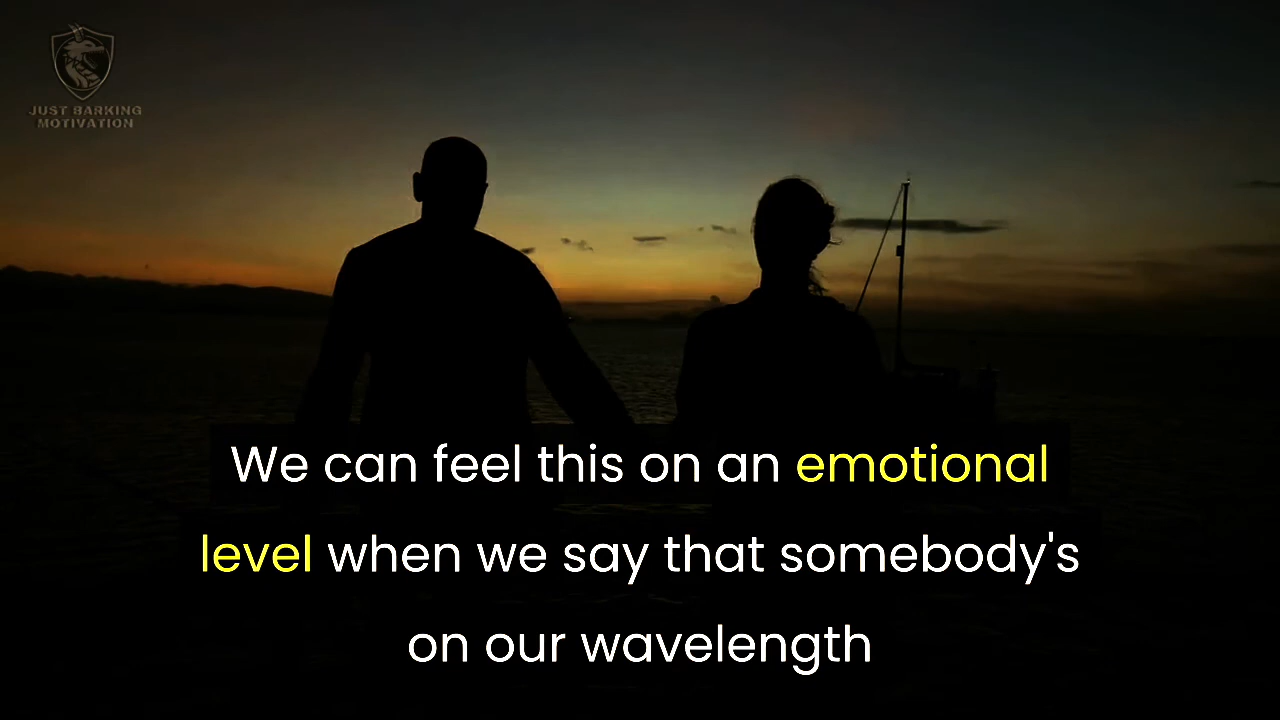 JUST BARKING
MOTIVATION
We can feel this on an emotional
level when we say that somebody's
on our wavelength